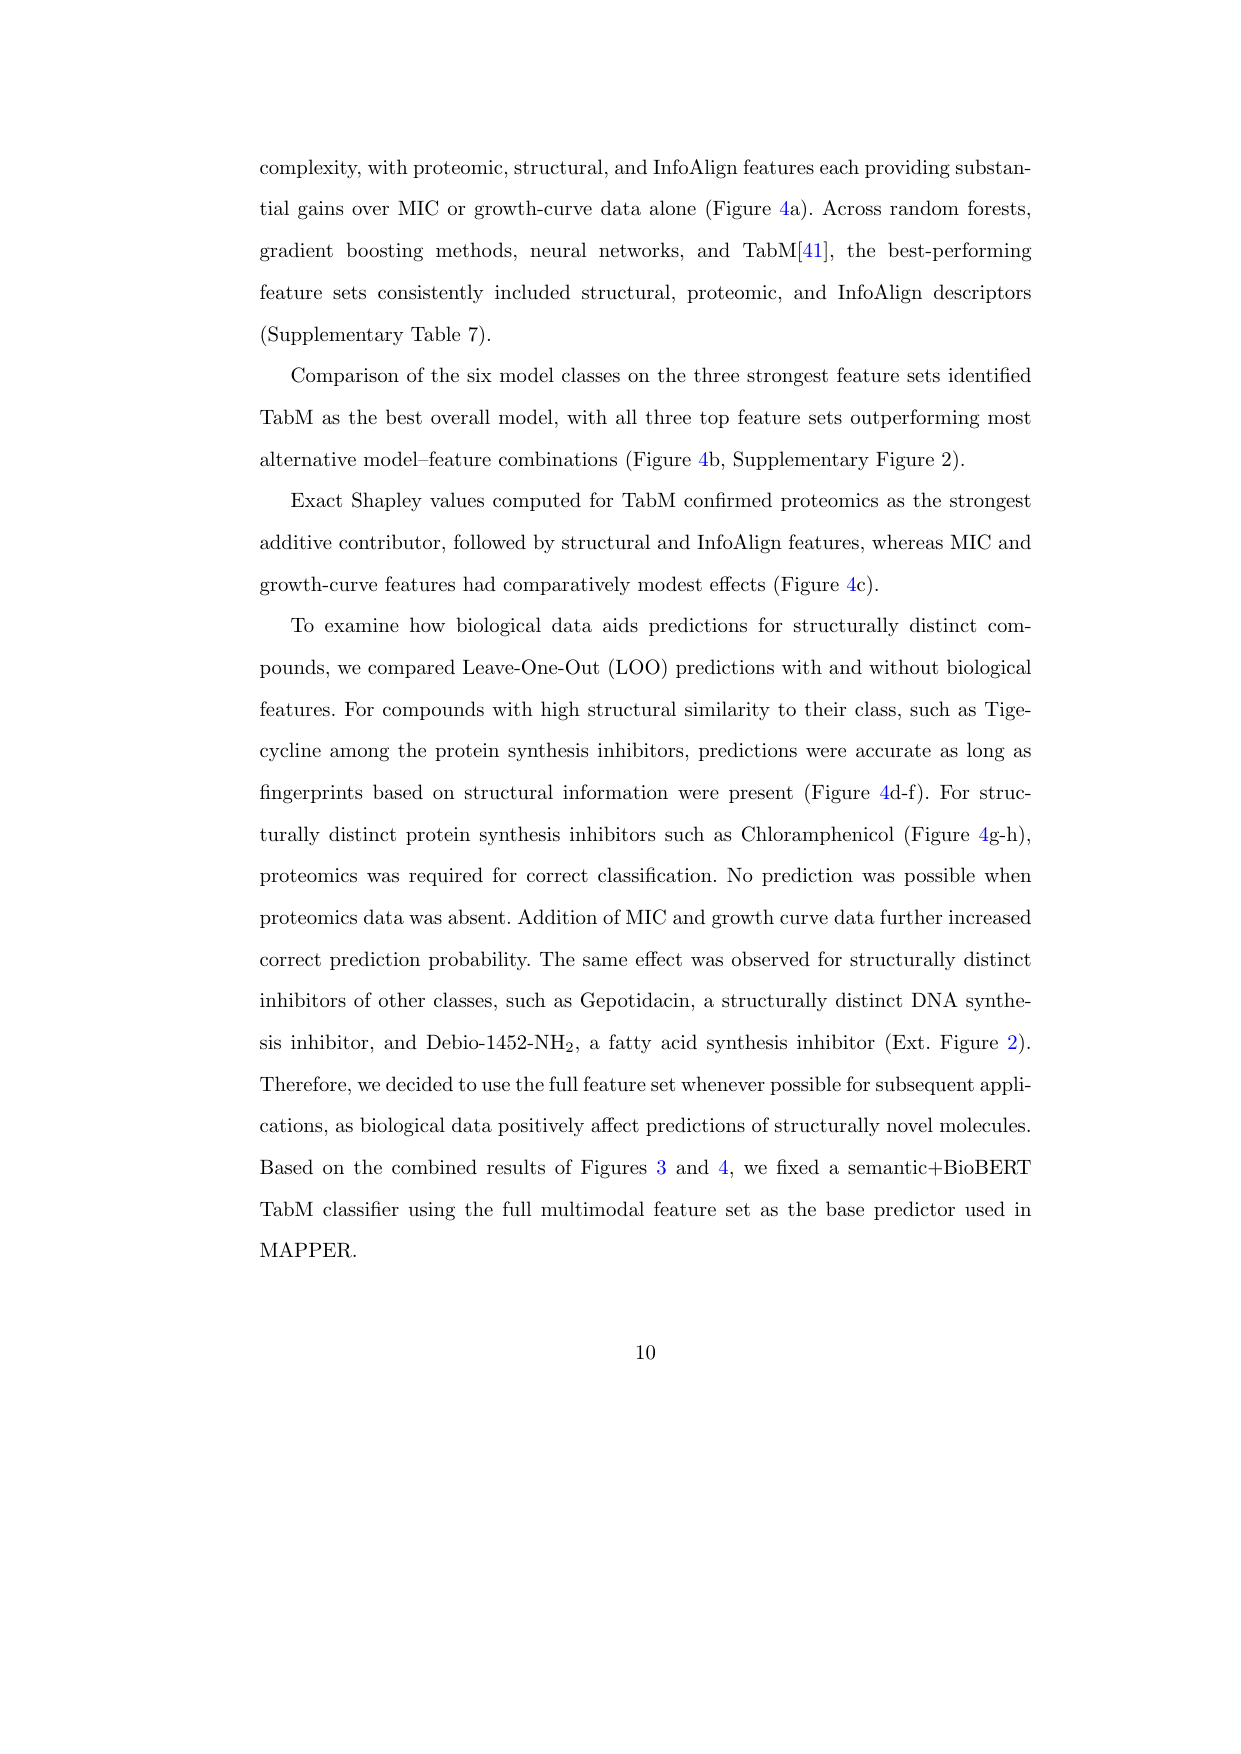 complexity, with proteomic, structural, and InfoAlign features each providing substan-
tial gains over MIC or growth-curve data alone (Figure 4a). Across random forests,
gradient boosting methods, neural networks, and TabM[41], the best-performing
feature sets consistently included structural, proteomic, and InfoAlign descriptors
(Supplementary Table 7).
Comparison of the six model classes on the three strongest feature sets identified
TabM as the best overall model, with all three top feature sets outperforming most
alternative model–feature combinations (Figure 4b, Supplementary Figure 2).
Exact Shapley values computed for TabM confirmed proteomics as the strongest
additive contributor, followed by structural and InfoAlign features, whereas MIC and
growth-curve features had comparatively modest effects (Figure 4c).
To examine how biological data aids predictions for structurally distinct com-
pounds, we compared Leave-One-Out (LOO) predictions with and without biological
features. For compounds with high structural similarity to their class, such as Tige-
cycline among the protein synthesis inhibitors, predictions were accurate as long as
fingerprints based on structural information were present (Figure 4d-f). For struc-
turally distinct protein synthesis inhibitors such as Chloramphenicol (Figure 4g-h),
proteomics was required for correct classification. No prediction was possible when
proteomics data was absent. Addition of MIC and growth curve data further increased
correct prediction probability. The same effect was observed for structurally distinct
inhibitors of other classes, such as Gepotidacin, a structurally distinct DNA synthe-
sis inhibitor, and Debio-1452-NH₂, a fatty acid synthesis inhibitor (Ext. Figure 2).
Therefore, we decided to use the full feature set whenever possible for subsequent appli-
cations, as biological data positively affect predictions of structurally novel molecules.
Based on the combined results of Figures 3 and 4, we fixed a semantic+BioBERT
TabM classifier using the full multimodal feature set as the base predictor used in
MAPPER.
10